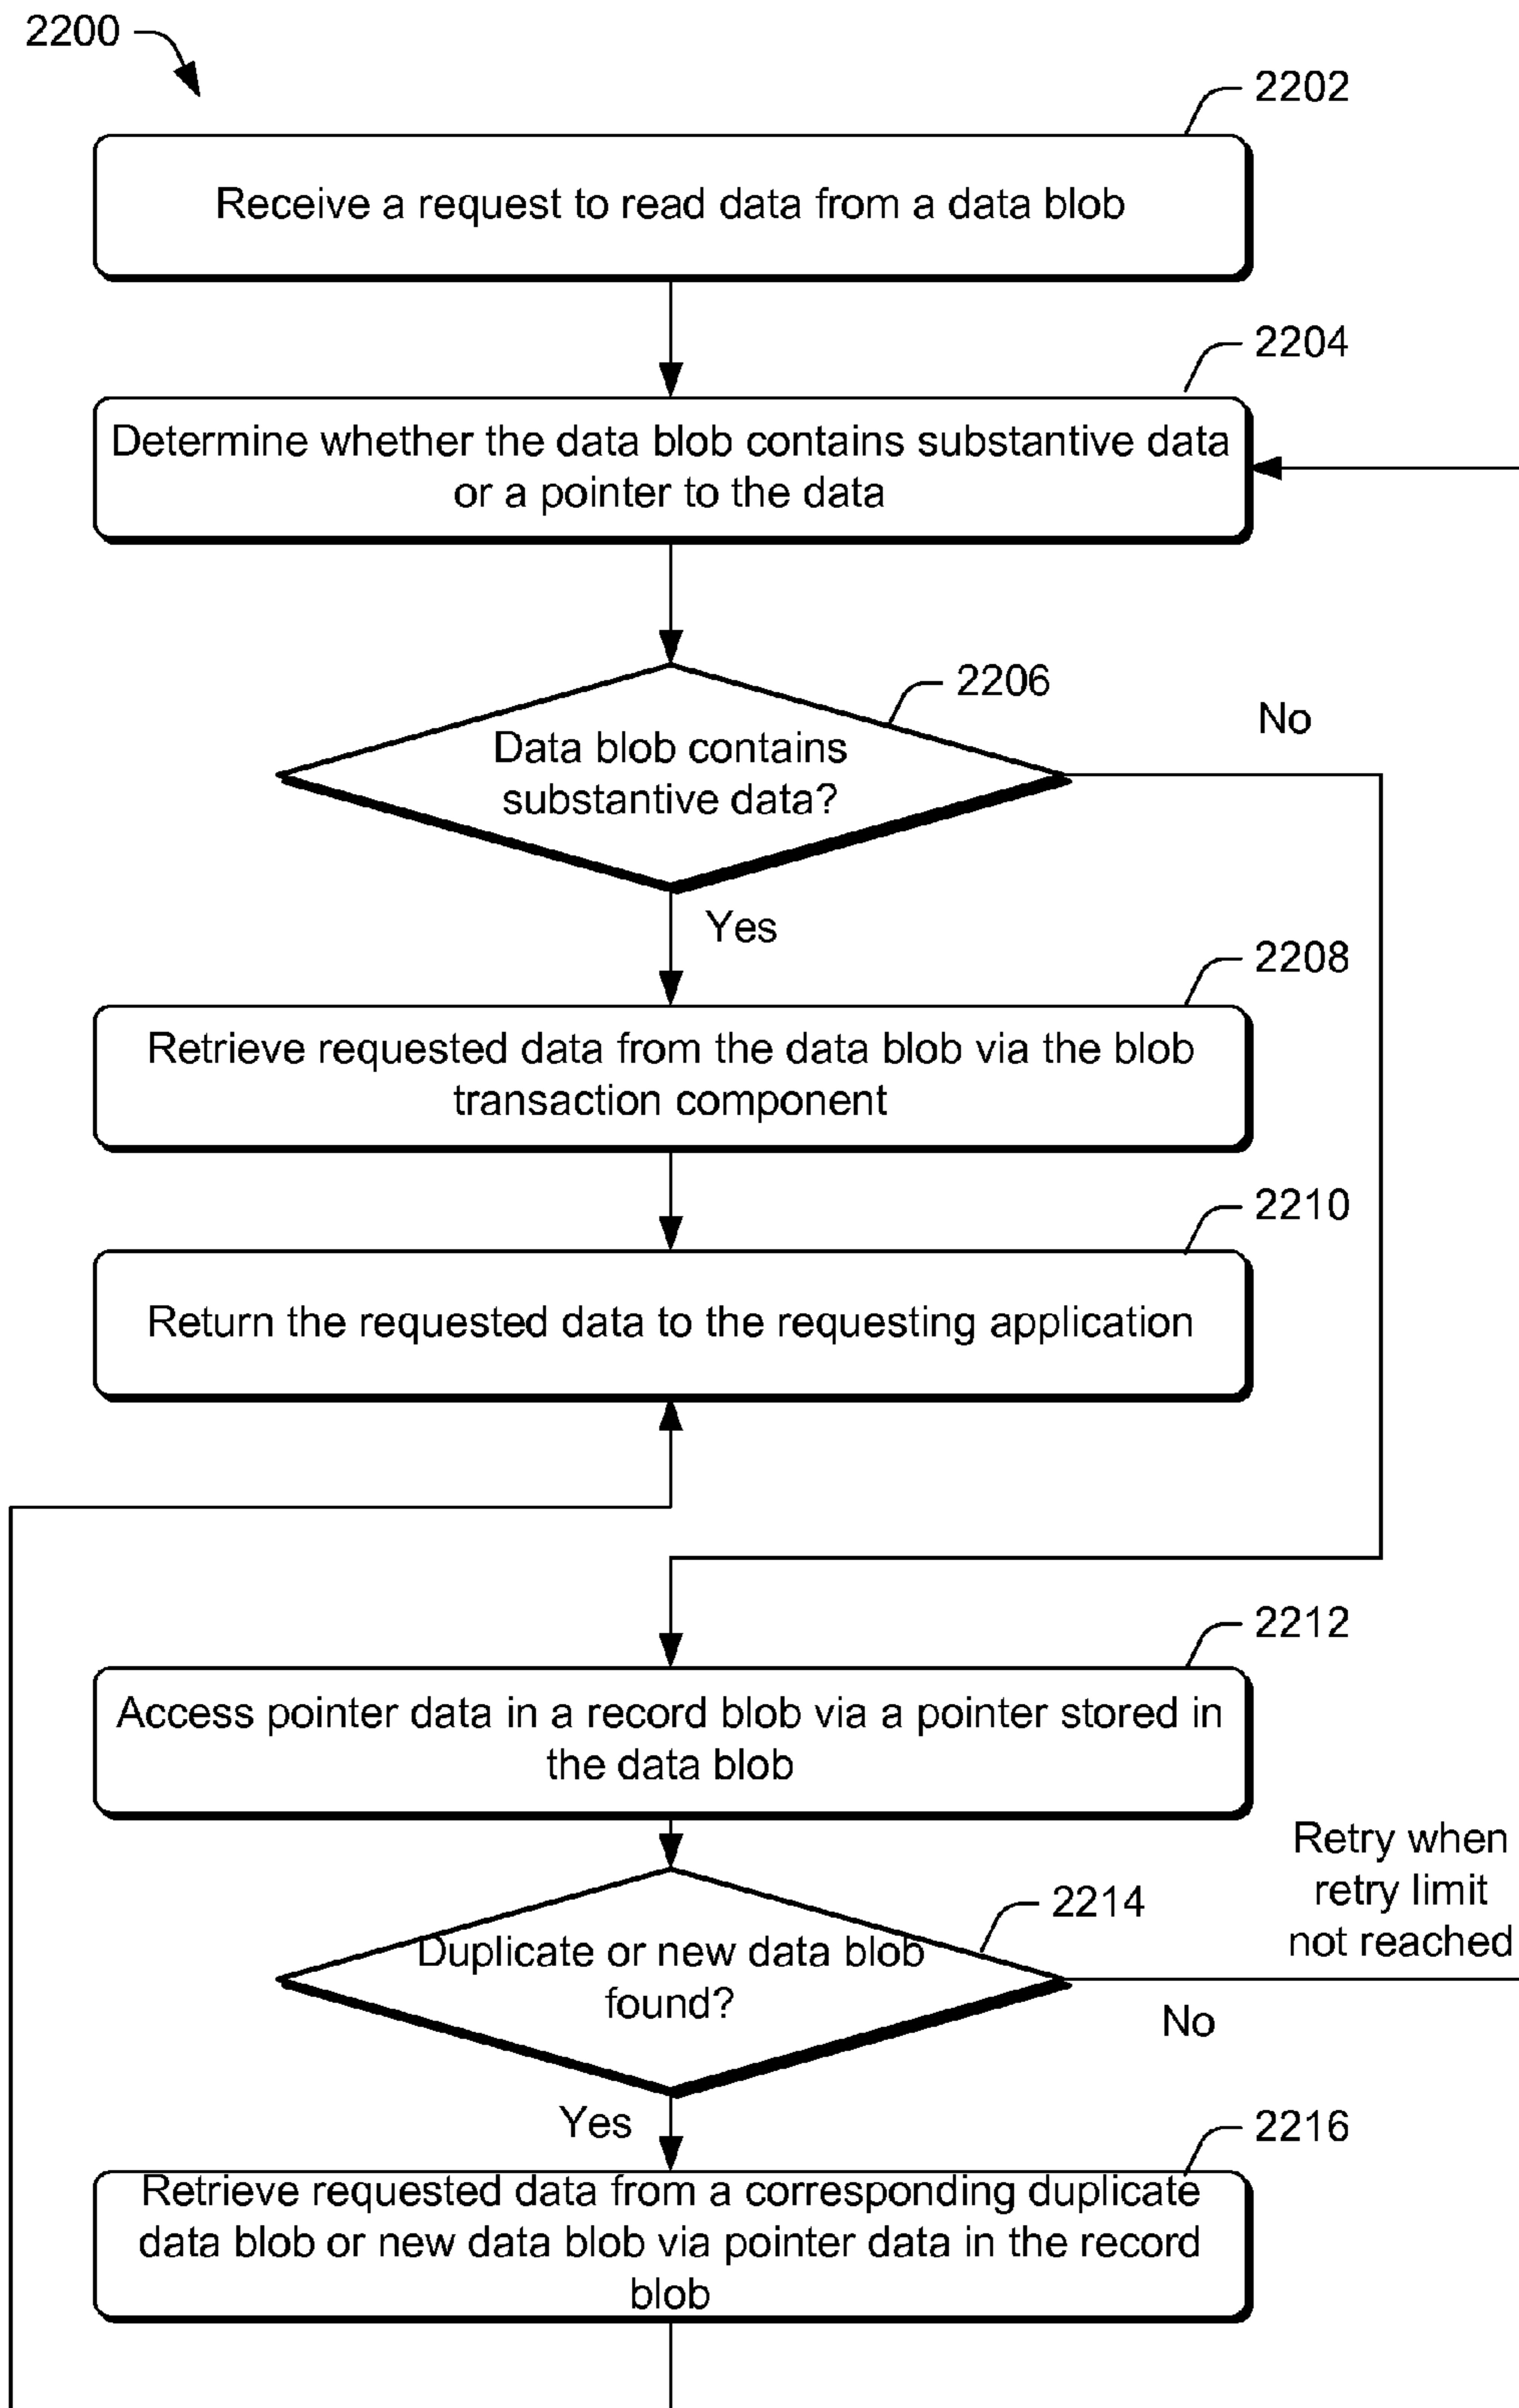 2200
2202
Receive a request to read data from a data blob
2204
Determine whether the data blob contains substantive data
or a pointer to the data
2206
No
Data blob contains
substantive data?
Yes
2208
Retrieve requested data from the data blob via the blob
transaction component
2210
Return the requested data to the requesting application
2212
Access pointer data in a record blob via a pointer stored in
the data blob
Retry when
retry limit
not reached
2214
Duplicate or new data blob
found?
No
Yes
2216
Retrieve requested data from a corresponding duplicate
data blob or new data blob via pointer data in the record
blob